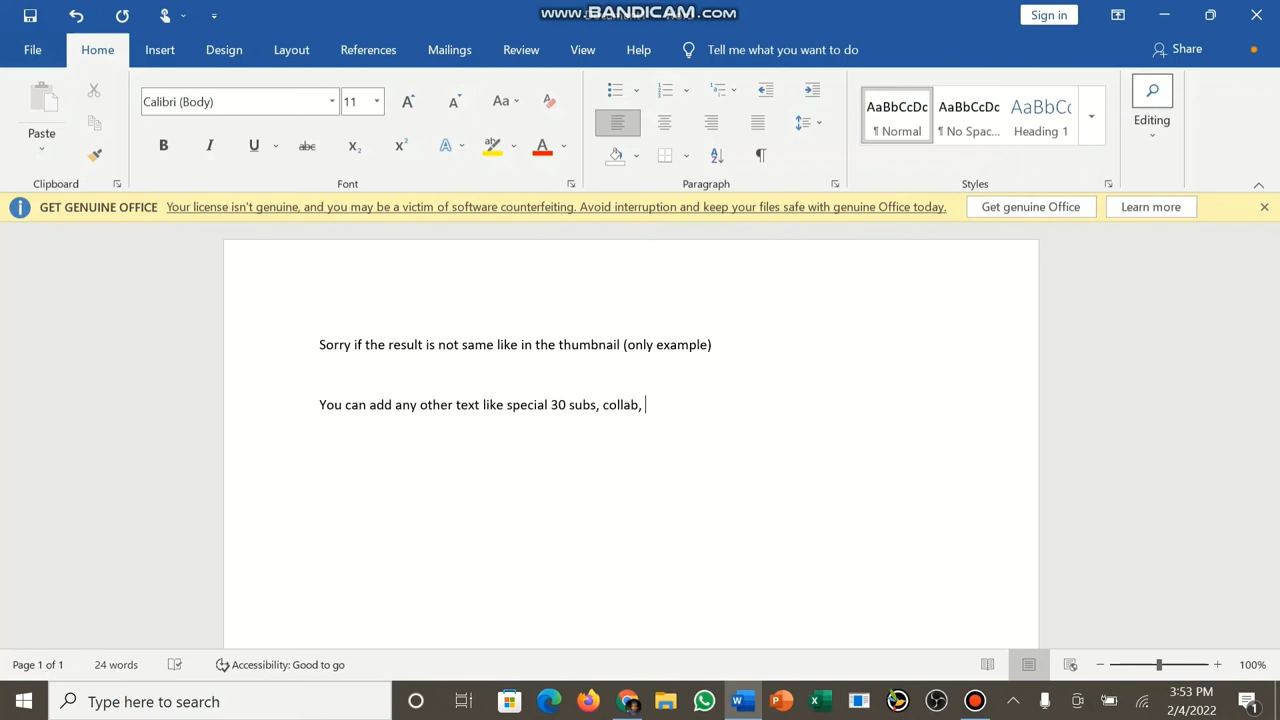 www.BANDICAM.com
Sign in
File
Home
Insert
Design
Layout
References
Mailings
Review
View
Help
Tell me what you want to do
Share
Paste
Clipboard
Calibri (Body)
11
Aa
B
I
U
abc
Font
Paragraph
AaBbCcDc
¶ Normal
AaBbCcDc
¶ No Spac...
AaBbCc
Heading 1
Styles
Editing
GET GENUINE OFFICE Your license isn't genuine, and you may be a victim of software counterfeiting. Avoid interruption and keep your files safe with genuine Office today. Get genuine Office Learn more
Sorry if the result is not same like in the thumbnail (only example)
You can add any other text like special 30 subs, collab,
Page 1 of 1 24 words Accessibility: Good to go 100%
Type here to search
3:53 PM
2/4/2022
1